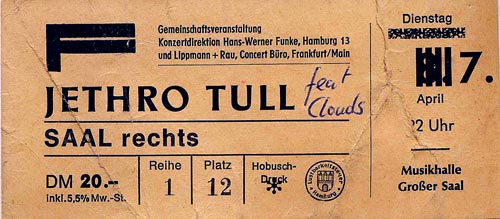 Gemeinschaftsveranstaltung
Konzertdirektion Hans-Werner Funke, Hamburg 13
und Lippmann + Rau, Concert Büro, Frankfurt/Main
JETHRO TULL
feat Clouds
SAAL rechts
DM 20.--
inkl. 5,5% Mw.-St.
Reihe
1
Platz
12
Hobusch-
Druck
Hamburg
Dienstag
7.
April
22 Uhr
Musikhalle
Großer Saal